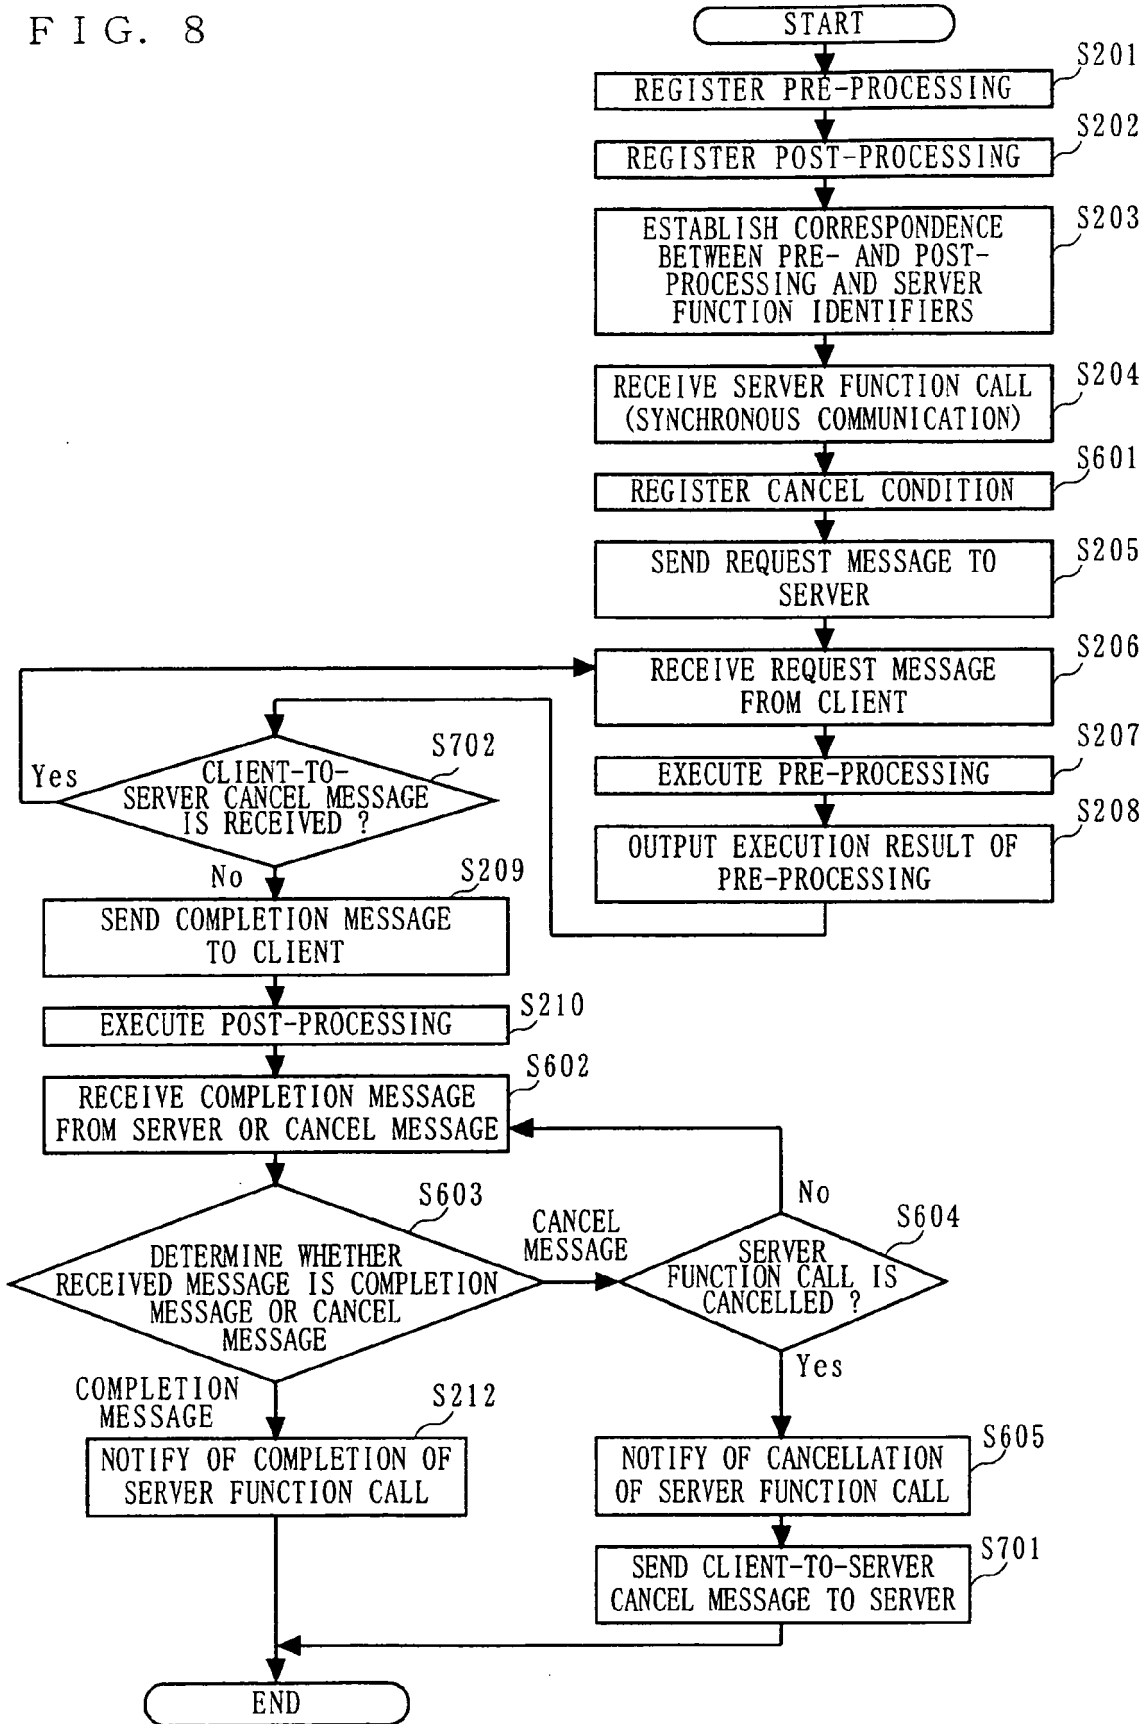 FIG. 8
START
S201
REGISTER PRE-PROCESSING
S202
REGISTER POST-PROCESSING
S203
ESTABLISH CORRESPONDENCE
BETWEEN PRE- AND POST-
PROCESSING AND SERVER
FUNCTION IDENTIFIERS
S204
RECEIVE SERVER FUNCTION CALL
(SYNCHRONOUS COMMUNICATION)
S601
REGISTER CANCEL CONDITION
S205
SEND REQUEST MESSAGE TO
SERVER
S206
RECEIVE REQUEST MESSAGE
FROM CLIENT
S207
EXECUTE PRE-PROCESSING
S208
OUTPUT EXECUTION RESULT OF
PRE-PROCESSING
S702
Yes
CLIENT-TO-
SERVER CANCEL MESSAGE
IS RECEIVED ?
No
S209
SEND COMPLETION MESSAGE
TO CLIENT
S210
EXECUTE POST-PROCESSING
S602
RECEIVE COMPLETION MESSAGE
FROM SERVER OR CANCEL MESSAGE
S603
DETERMINE WHETHER
RECEIVED MESSAGE IS COMPLETION
MESSAGE OR CANCEL
MESSAGE
CANCEL
MESSAGE
No
S604
SERVER
FUNCTION CALL IS
CANCELLED ?
Yes
COMPLETION
MESSAGE
S212
NOTIFY OF COMPLETION OF
SERVER FUNCTION CALL
S605
NOTIFY OF CANCELLATION
OF SERVER FUNCTION CALL
S701
SEND CLIENT-TO-SERVER
CANCEL MESSAGE TO SERVER
END